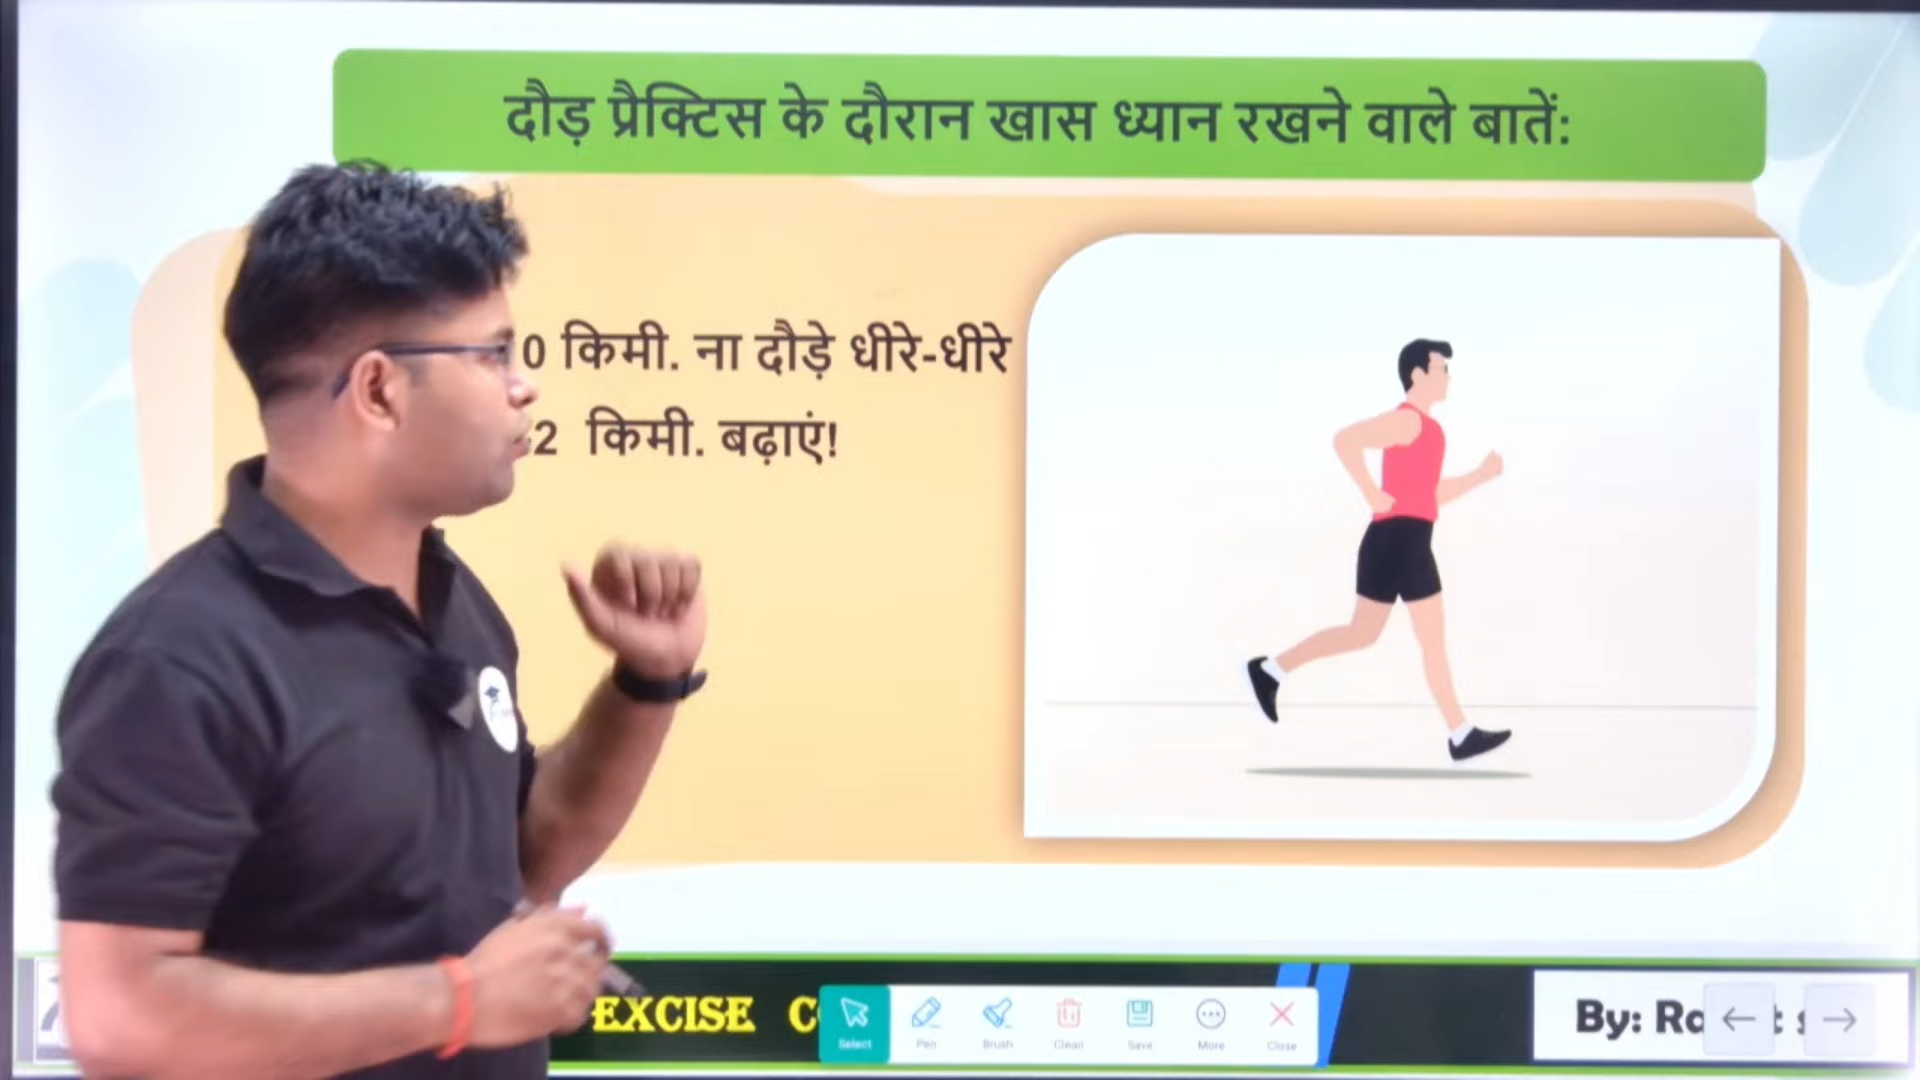 दौड़ प्रैक्टिस के दौरान खास ध्यान रखने वाले बातें:
0 किमी. ना दौड़े धीरे-धीरे
2 किमी. बढ़ाएं!
EXCISE
By:
Select
Pen
Brush
Clean
Save
More
Close